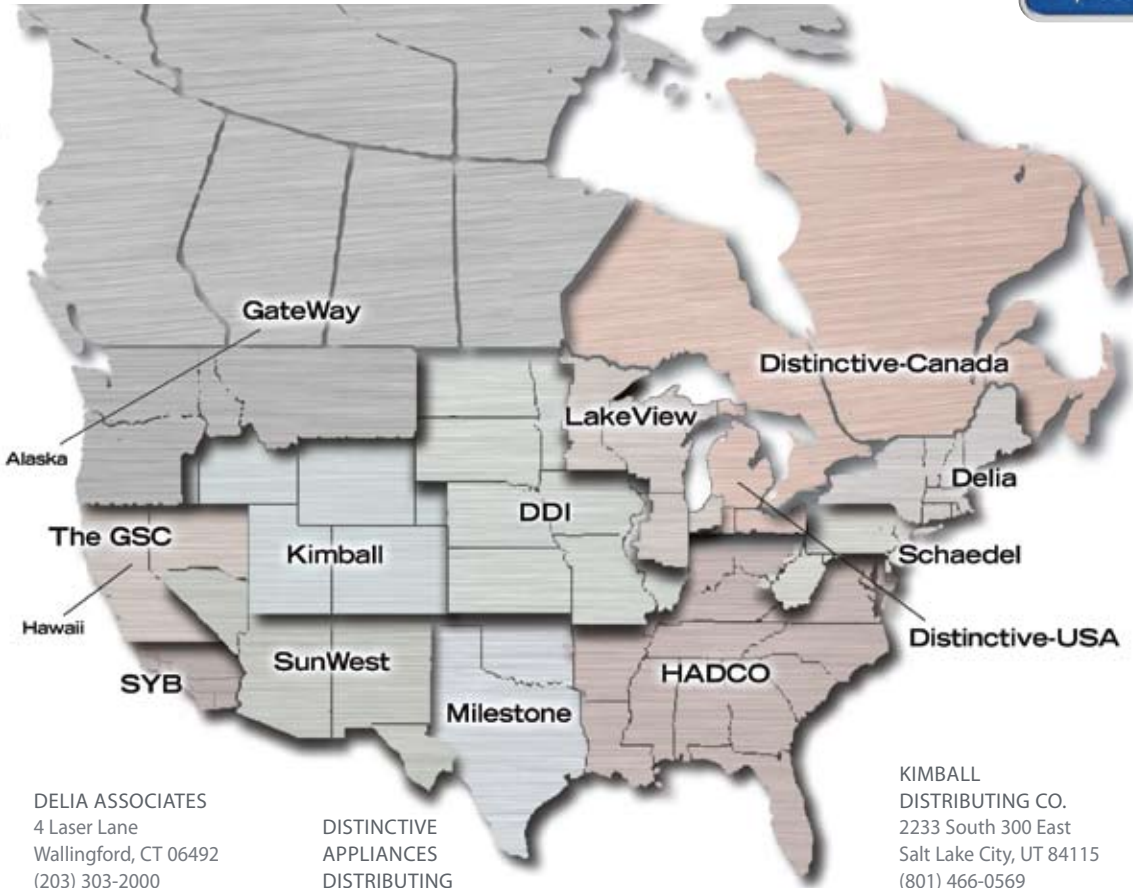 GateWay
Distinctive-Canada
LakeView
Alaska
Delia
DDI
The GSC
Kimball
Schaedel
Hawaii
Distinctive-USA
SunWest
HADCO
SYB
Milestone
DELIA ASSOCIATES
4 Laser Lane
Wallingford, CT 06492
(203) 303-2000
DISTINCTIVE
APPLIANCES
DISTRIBUTING
KIMBALL
DISTRIBUTING CO.
2233 South 300 East
Salt Lake City, UT 84115
(801) 466-0569